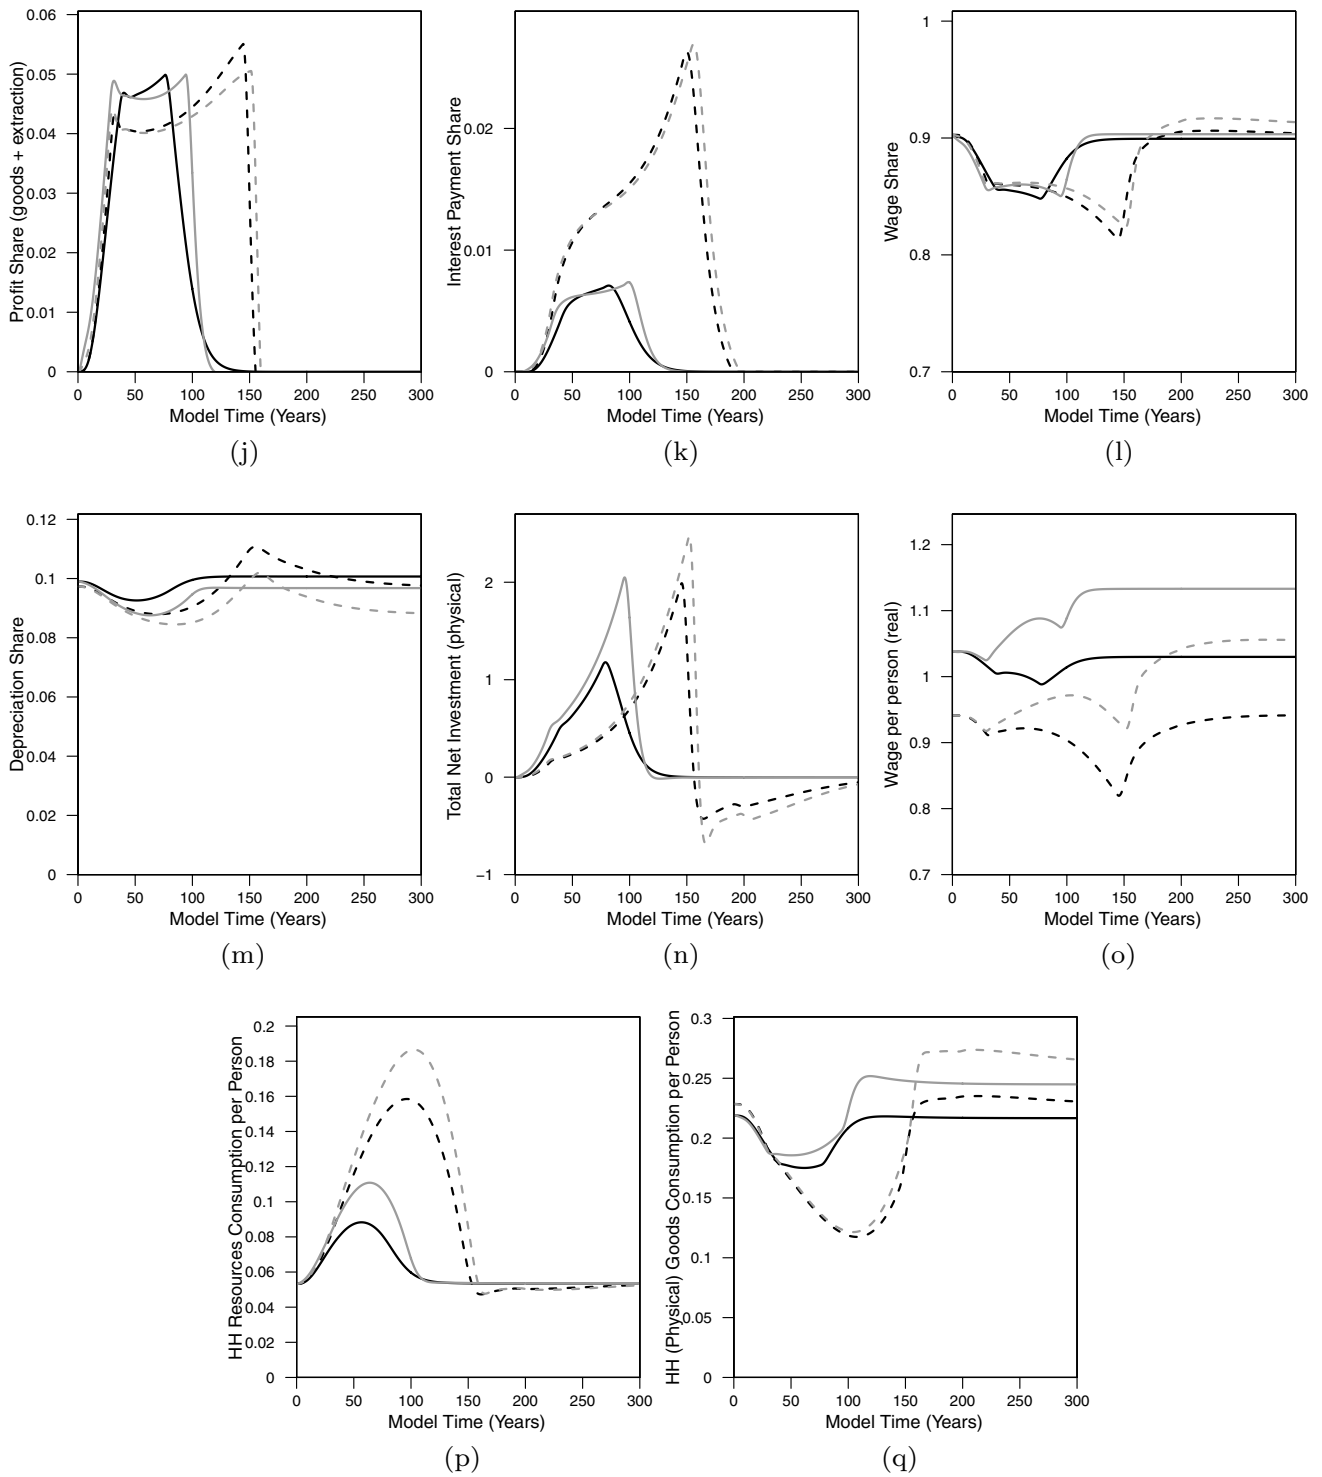 Profit Share (goods + extraction)
0.06
0.05
0.04
0.03
0.02
0.01
0
0 50 100 150 200 250 300
Model Time (Years)
(j)
Interest Payment Share
0.02
0.01
0
0 50 100 150 200 250 300
Model Time (Years)
(k)
Wage Share
1
0.9
0.8
0.7
0 50 100 150 200 250 300
Model Time (Years)
(l)
Depreciation Share
0.12
0.1
0.08
0.06
0.04
0.02
0
0 50 100 150 200 250 300
Model Time (Years)
(m)
Total Net Investment (physical)
2
1
0
−1
0 50 100 150 200 250 300
Model Time (Years)
(n)
Wage per person (real)
1.2
1.1
1
0.9
0.8
0.7
0 50 100 150 200 250 300
Model Time (Years)
(o)
HH Resources Consumption per Person
0.2
0.18
0.16
0.14
0.12
0.1
0.08
0.06
0.04
0.02
0
0 50 100 150 200 250 300
Model Time (Years)
(p)
HH (Physical) Goods Consumption per Person
0.3
0.25
0.2
0.15
0.1
0.05
0
0 50 100 150 200 250 300
Model Time (Years)
(q)